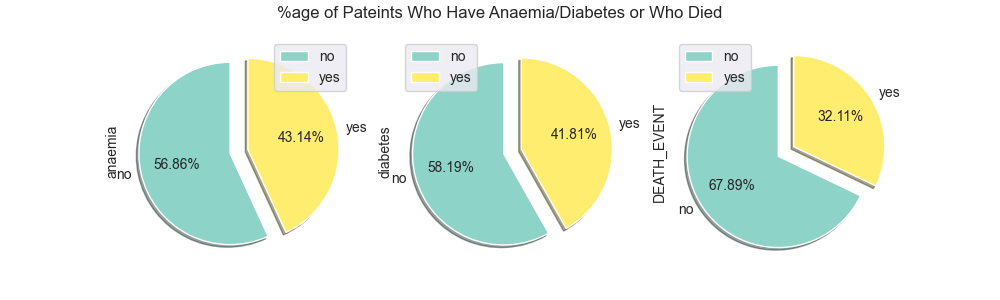 %age of Pateints Who Have Anaemia/Diabetes or Who Died
no
yes
anaemia
no
56.86%
43.14%
yes
no
yes
diabetes
no
58.19%
41.81%
yes
no
yes
DEATH_EVENT
no
67.89%
32.11%
yes